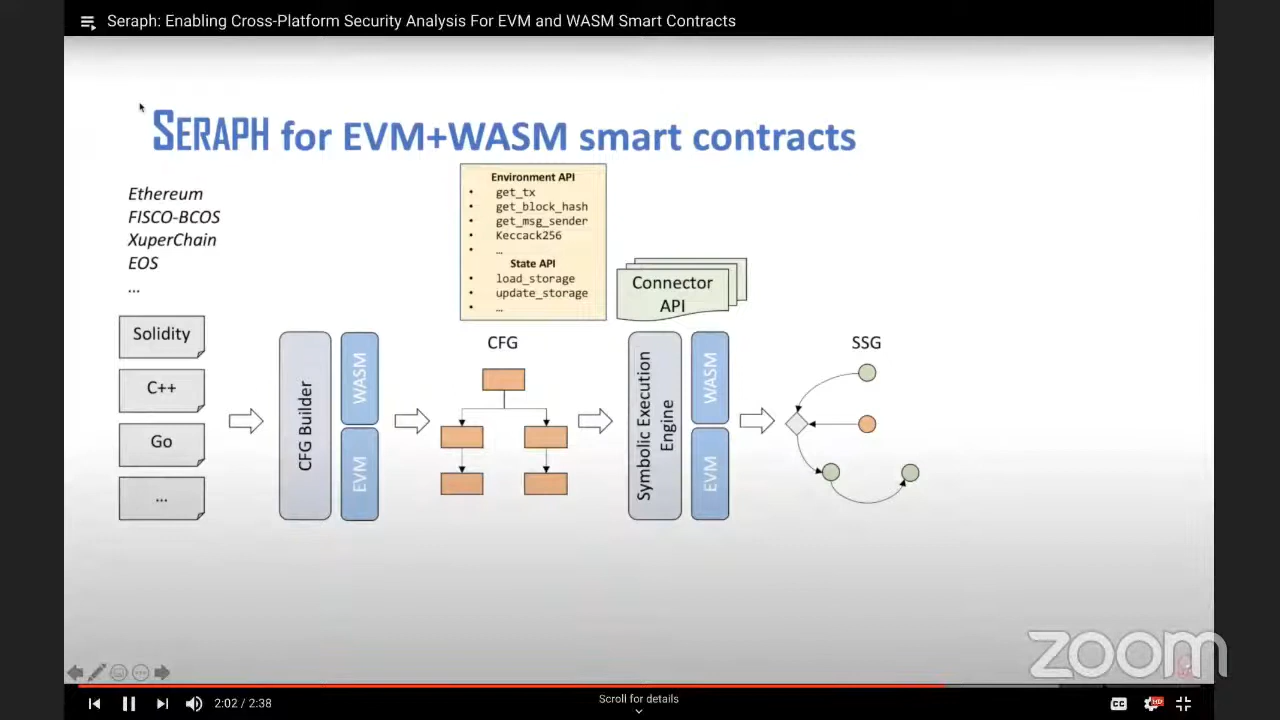 Seraph: Enabling Cross-Platform Security Analysis For EVM and WASM Smart Contracts
SERAPH for EVM+WASM smart contracts
Ethereum
FISCO-BCOS
XuperChain
EOS
...
Environment API
• get_tx
• get_block_hash
• get_msg_sender
• Keccack256
• …
State API
• load_storage
• update_storage
• …
Connector
API
Solidity
C++
Go
...
CFG Builder
WASM
EVM
CFG
Symbolic Execution
Engine
WASM
EVM
SSG
zoom
2:02 / 2:38
Scroll for details
CC
HD